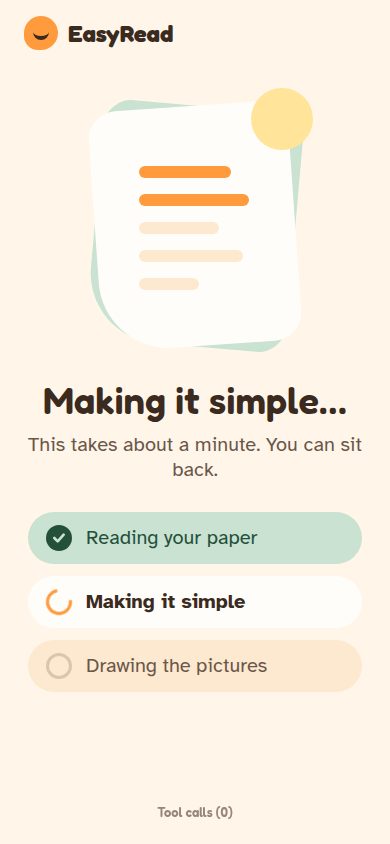 EasyRead
Making it simple...
This takes about a minute. You can sit
back.
Reading your paper
Making it simple
Drawing the pictures
Tool calls (0)